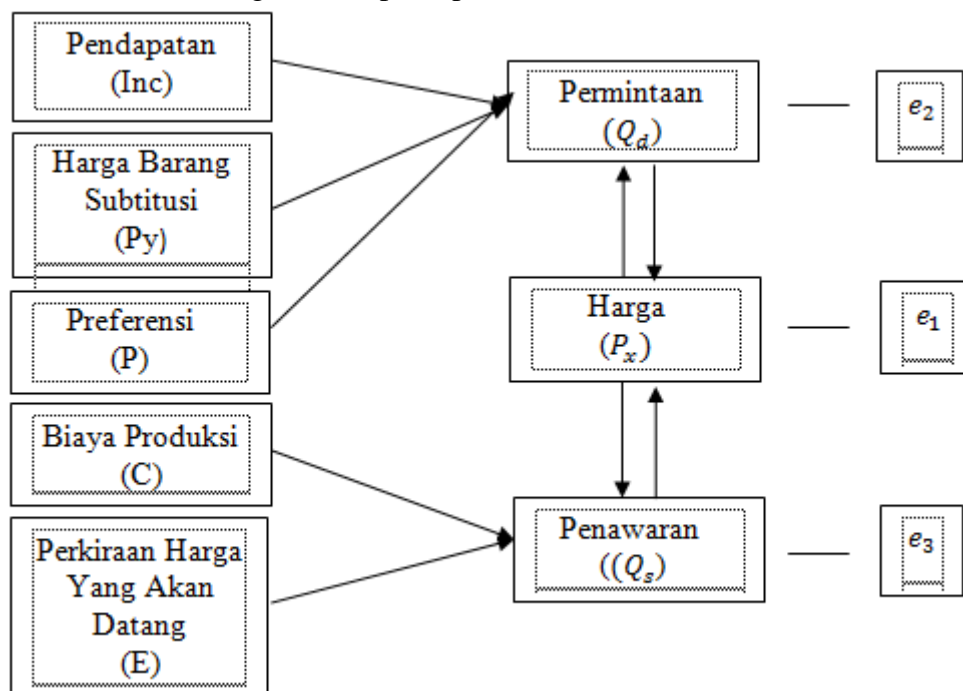 Pendapatan
(Inc)
Harga Barang
Subtitusi
(Py)
Preferensi
(P)
Biaya Produksi
(C)
Perkiraan Harga
Yang Akan
Datang
(E)
Permintaan
(Q_d)
Harga
(P_x)
Penawaran
((Q_s)
e_2
e_1
e_3